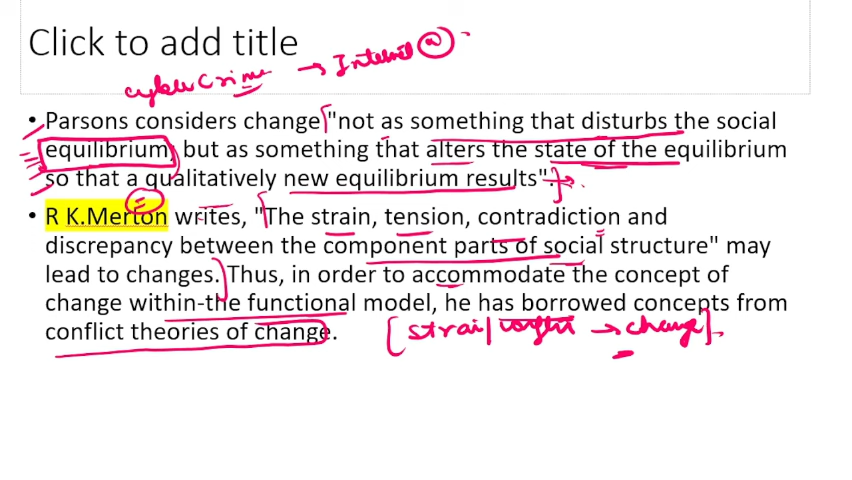 Click to add title
cyber Crime → Internet
• Parsons considers change "not as something that disturbs the social
equilibrium, but as something that alters the state of the equilibrium
so that a qualitatively new equilibrium results".
• R K.Merton writes, "The strain, tension, contradiction and
discrepancy between the component parts of social structure" may
lead to changes. Thus, in order to accommodate the concept of
change within-the functional model, he has borrowed concepts from
conflict theories of change.
[strain/ → change].